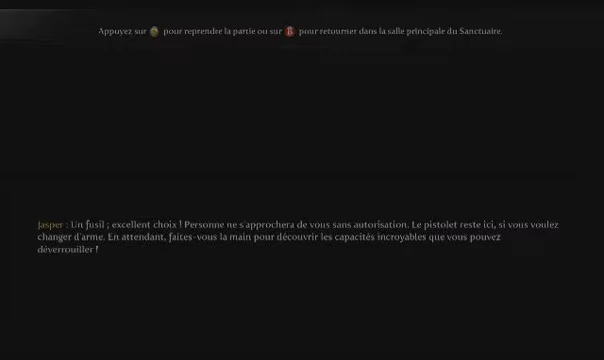 Appuyez sur pour reprendre la partie ou sur B pour retourner dans la salle principale du Sanctuaire.
Jasper : Un fusil ; excellent choix ! Personne ne s'approchera de vous sans autorisation. Le pistolet reste ici, si vous voulez
changer d'arme. En attendant, faites-vous la main pour découvrir les capacités incroyables que vous pouvez
déverrouiller !